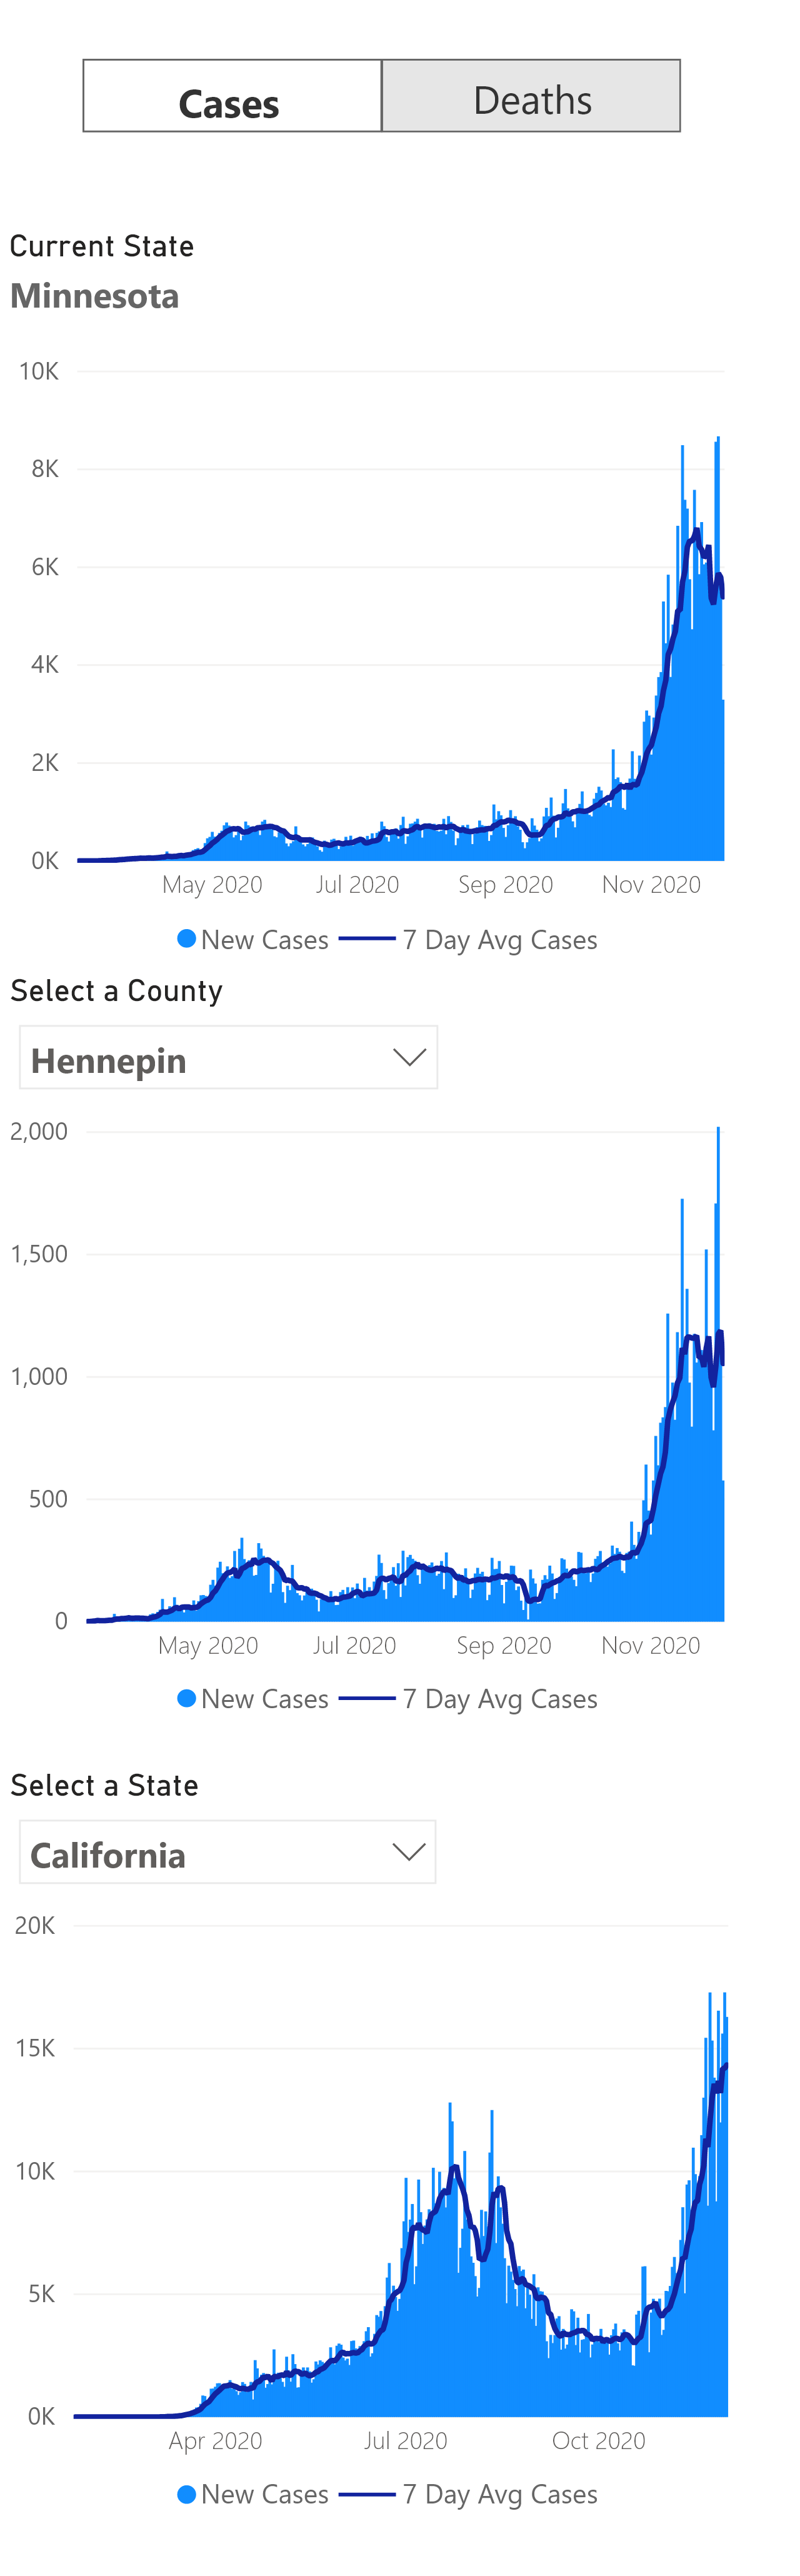 Cases Deaths
Current State
Minnesota
10K
8K
6K
4K
2K
0K
May 2020 Jul 2020 Sep 2020 Nov 2020
New Cases 7 Day Avg Cases
Select a County
Hennepin
2,000
1,500
1,000
500
0
May 2020 Jul 2020 Sep 2020 Nov 2020
New Cases 7 Day Avg Cases
Select a State
California
20K
15K
10K
5K
0K
Apr 2020 Jul 2020 Oct 2020
New Cases 7 Day Avg Cases